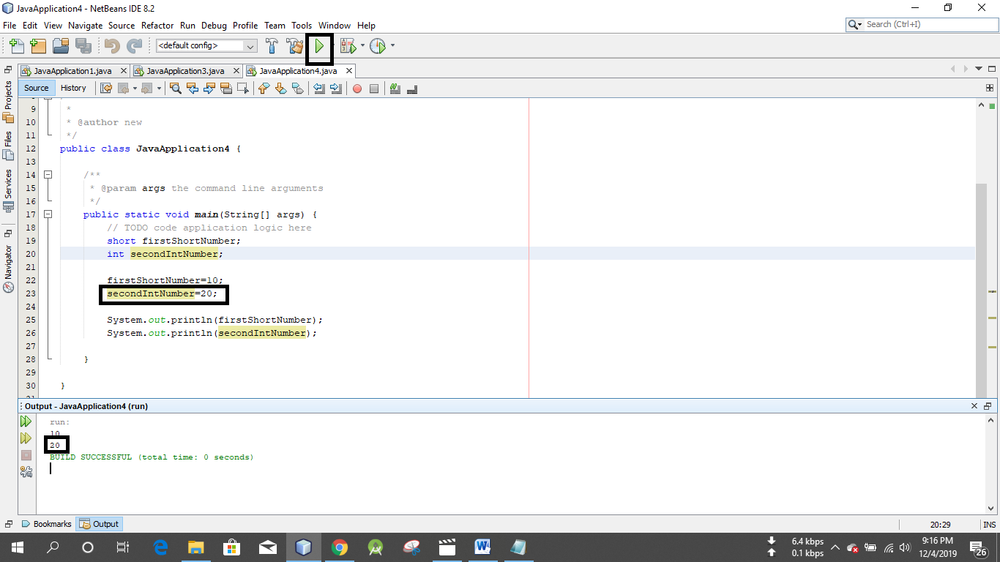 JavaApplication4 - NetBeans IDE 8.2
File Edit View Navigate Source Refactor Run Debug Profile Team Tools Window Help
Search (Ctrl+I)
<default config>
JavaApplication1.java JavaApplication3.java JavaApplication4.java
Source History
Projects
Files
Services
Navigator
9 *
10 * @author new
11 */
12 public class JavaApplication4 {
13
14 /**
15 * @param args the command line arguments
16 */
17 public static void main(String[] args) {
18 // TODO code application logic here
19 short firstShortNumber;
20 int secondIntNumber;
21
22 firstShortNumber=10;
23 secondIntNumber=20;
24
25 System.out.println(firstShortNumber);
26 System.out.println(secondIntNumber);
27
28 }
29
30 }
Output - JavaApplication4 (run)
run:
10
20
BUILD SUCCESSFUL (total time: 0 seconds)
Bookmarks Output
20:29 INS
6.4 kbps
0.1 kbps
9:16 PM
12/4/2019
26